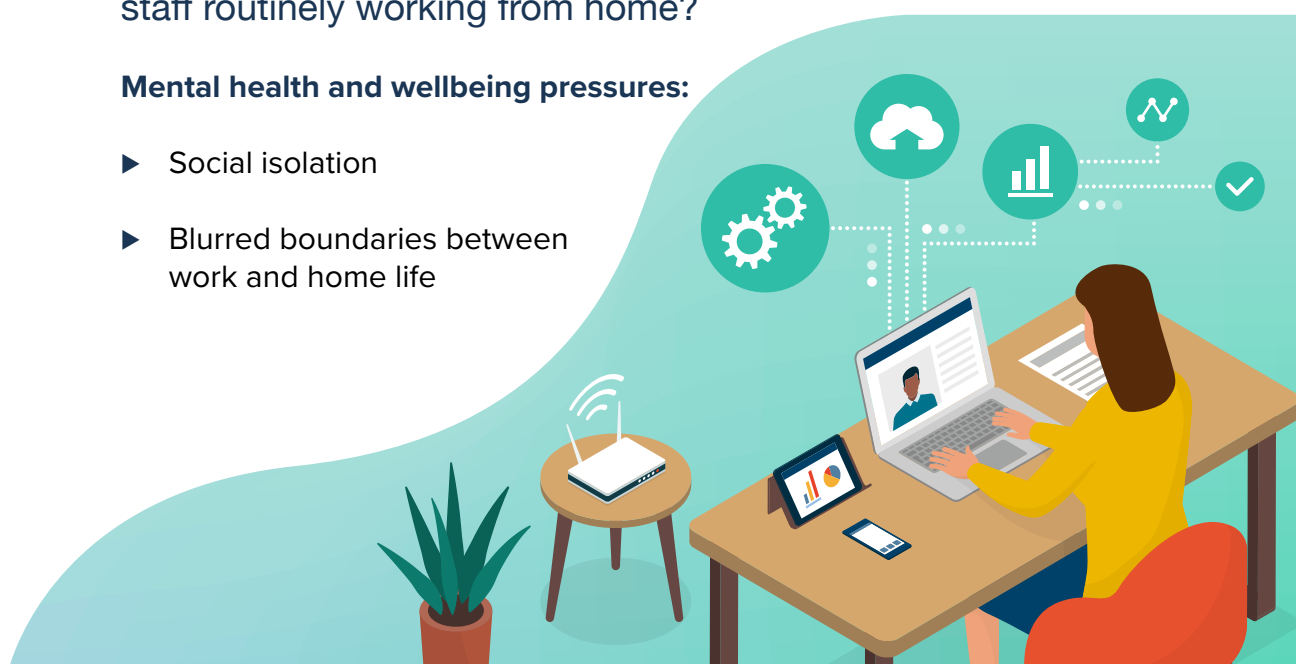 staff routinely working from home?
Mental health and wellbeing pressures:
Social isolation
Blurred boundaries between
work and home life